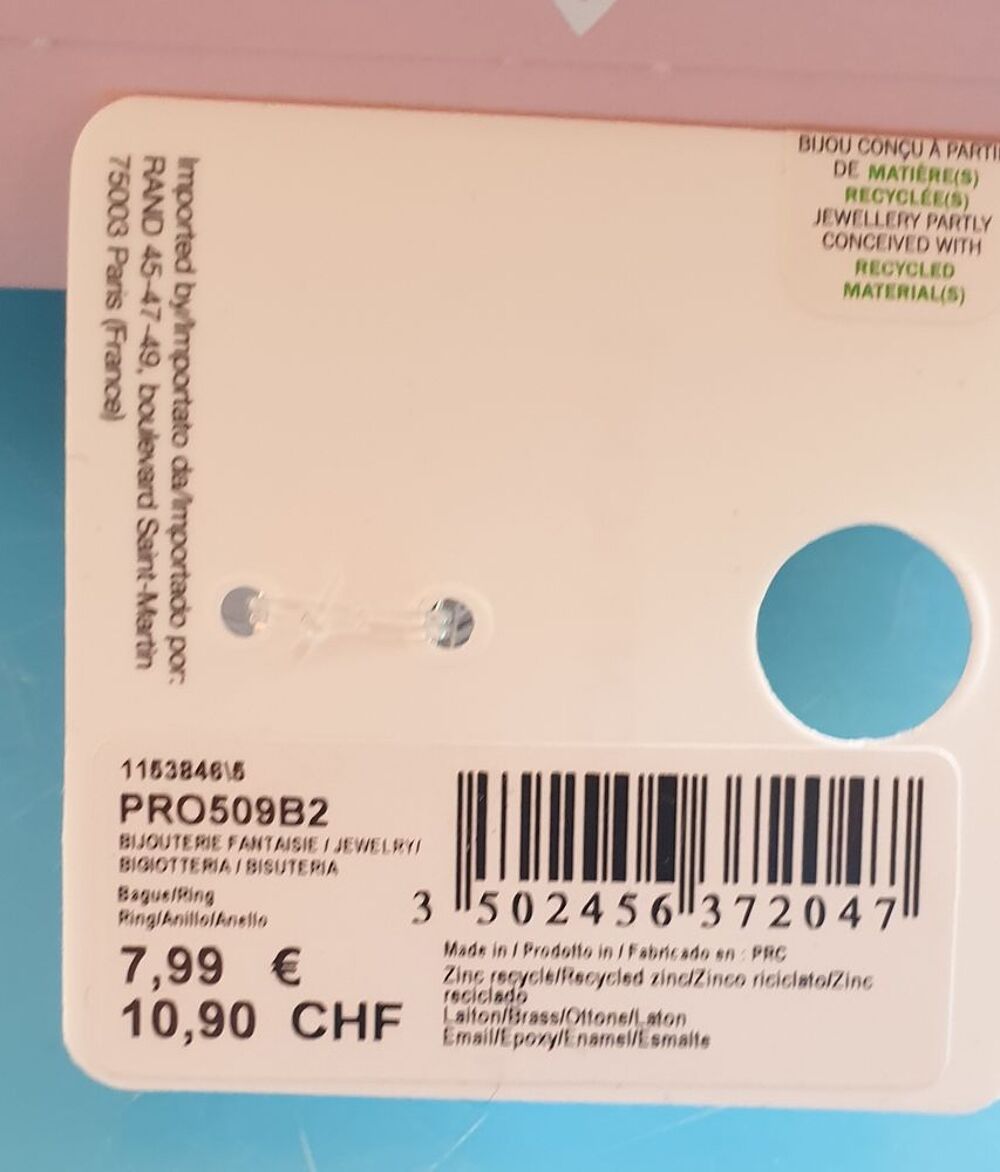 BIJOU CONÇU À PARTI
DE MATIÈRE(S)
RECYCLÉE(S)
JEWELLERY PARTLY
CONCEIVED WITH
RECYCLED
MATERIAL(S)
Imported by/Importato da/Importado por:
RAND 45-47-49, boulevard Saint-Martin
75003 Paris (France)
1153846\5
PRO509B2
BIJOUTERIE FANTAISIE / JEWELRY/
BIGIOTTERIA / BISUTERIA
Bague/Ring
Ring/Anillo/Anello
7,99 €
10,90 CHF
3 502456 372047
Made in / Prodotto in / Fabricado en : PRC
Zinc recyclé/Recycled zinc/Zinco riciclato/Zinc
reciclado
Laiton/Brass/Ottone/Laton
Email/Epoxy/Enamel/Esmalte